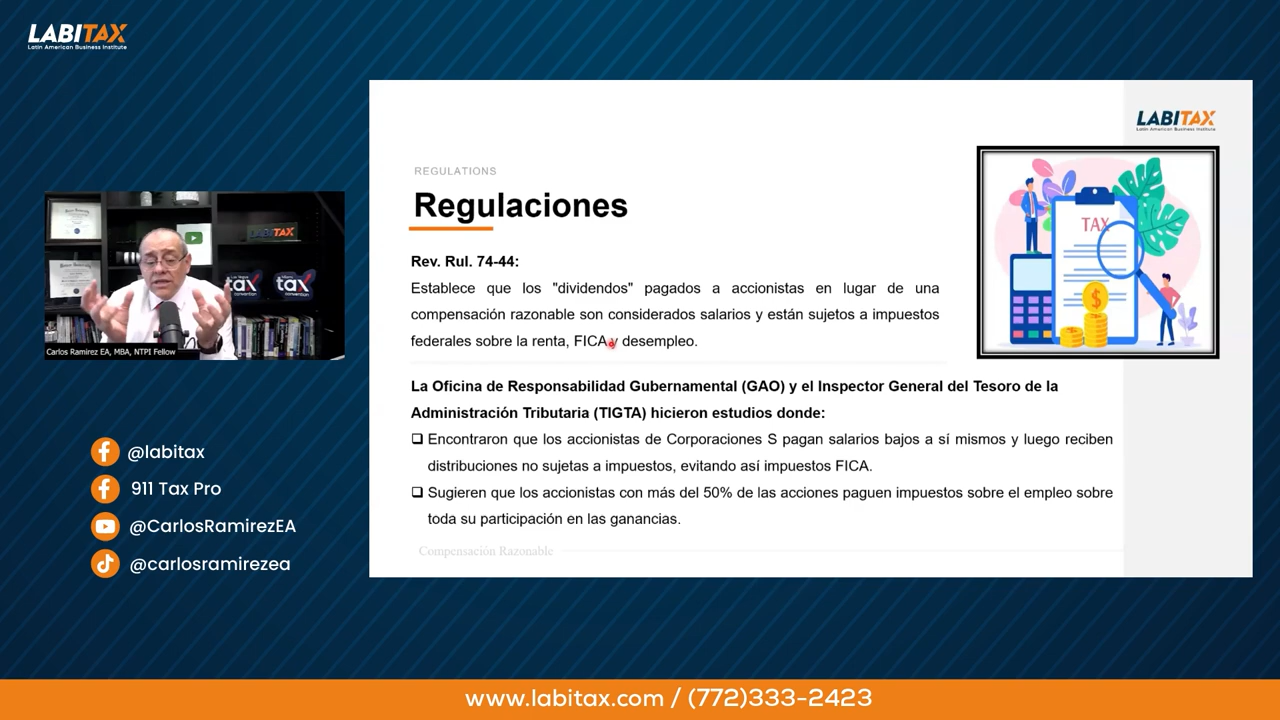 LABITAX
Latin American Business Institute
LABITAX
Latin American Business Institute
REGULATIONS
Regulaciones
TAX
Rev. Rul. 74-44:
Establece que los "dividendos" pagados a accionistas en lugar de una
compensación razonable son considerados salarios y están sujetos a impuestos
federales sobre la renta, FICA y desempleo.
La Oficina de Responsabilidad Gubernamental (GAO) y el Inspector General del Tesoro de la
Administración Tributaria (TIGTA) hicieron estudios donde:
❑ Encontraron que los accionistas de Corporaciones S pagan salarios bajos a sí mismos y luego reciben
distribuciones no sujetas a impuestos, evitando así impuestos FICA.
❑ Sugieren que los accionistas con más del 50% de las acciones paguen impuestos sobre el empleo sobre
toda su participación en las ganancias.
Compensación Razonable
LABITAX
tax
tax
Carlos Ramirez EA, MBA, NTPI Fellow
@labitax
911 Tax Pro
@CarlosRamirezEA
@carlosramirezea
www.labitax.com / (772)333-2423